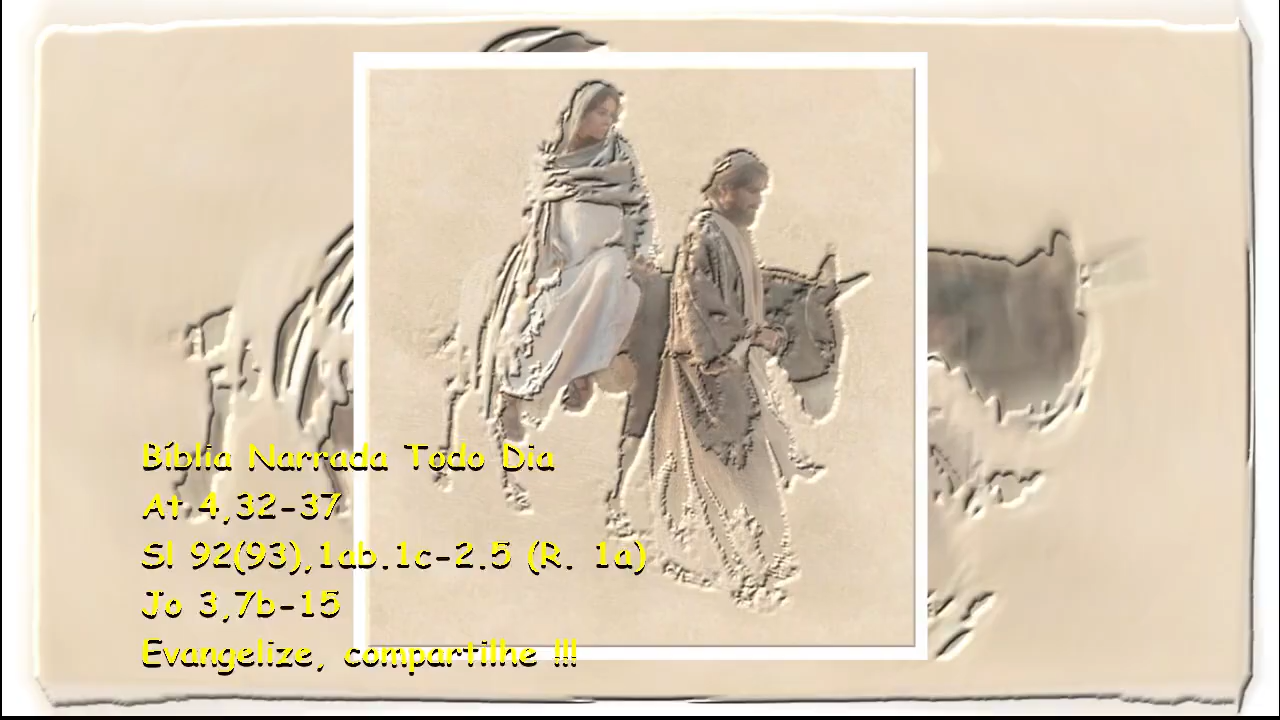 Bíblia Narrada Todo Dia
At 4,32-37
Sl 92(93),1ab.1c-2.5 (R. 1a)
Jo 3,7b-15
Evangelize, compartilhe !!!